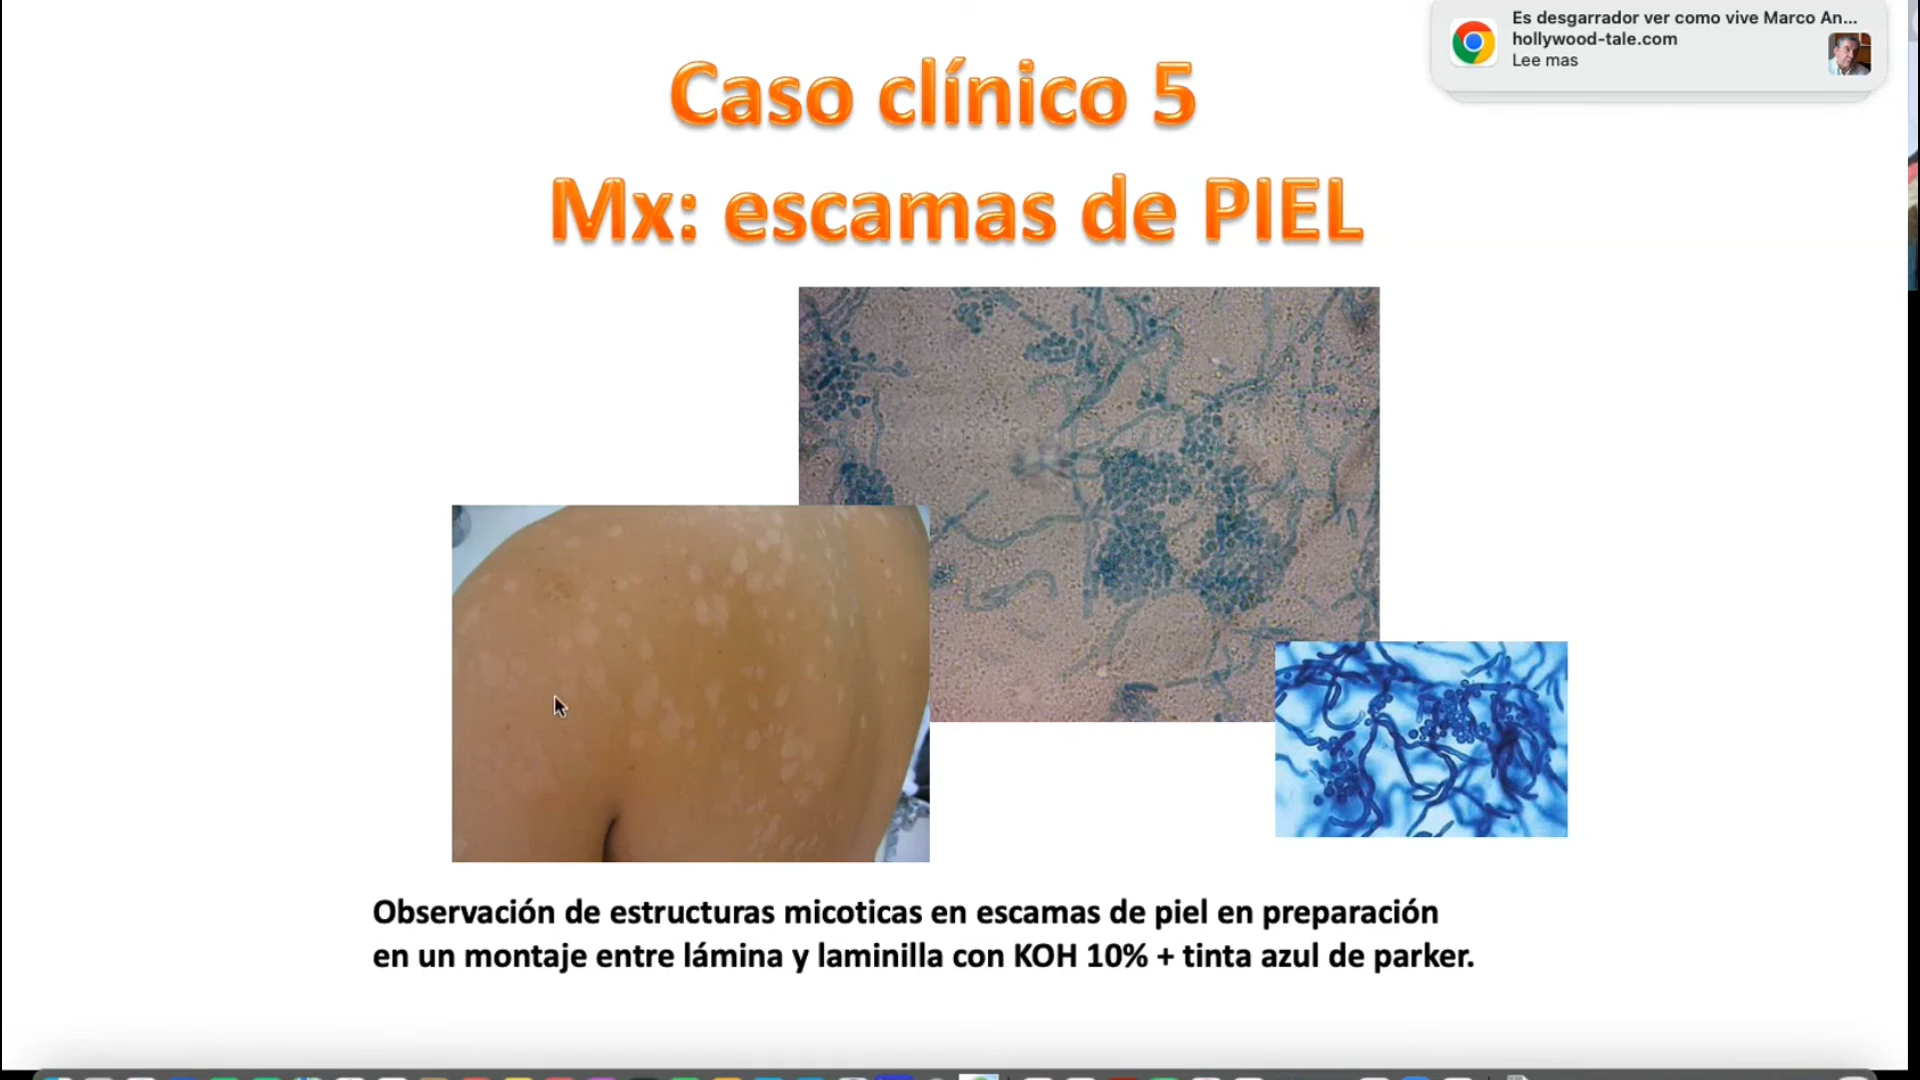 Es desgarrador ver como vive Marco An...
hollywood-tale.com
Lee mas
Caso clínico 5
Mx: escamas de PIEL
Observación de estructuras micoticas en escamas de piel en preparación
en un montaje entre lámina y laminilla con KOH 10% + tinta azul de parker.